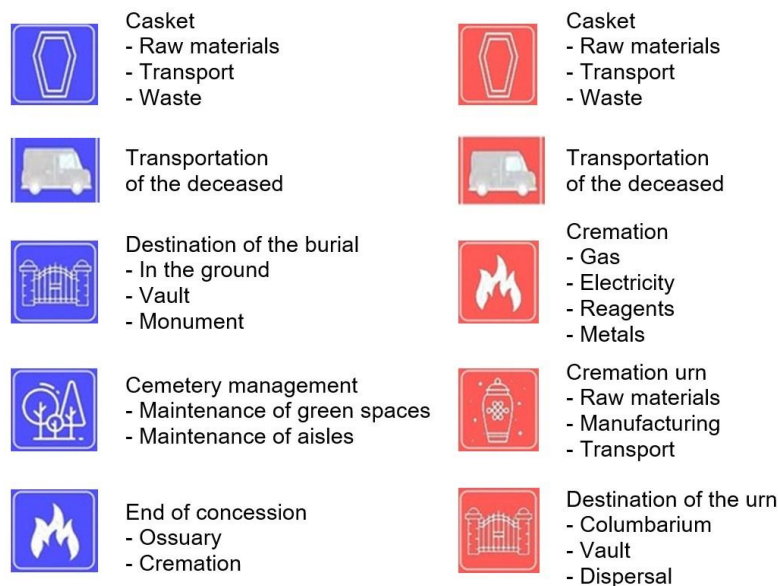 Casket
- Raw materials
- Transport
- Waste
Transportation
of the deceased
Destination of the burial
- In the ground
- Vault
- Monument
Cemetery management
- Maintenance of green spaces
- Maintenance of aisles
End of concession
- Ossuary
- Cremation
Casket
- Raw materials
- Transport
- Waste
Transportation
of the deceased
Cremation
- Gas
- Electricity
- Reagents
- Metals
Cremation urn
- Raw materials
- Manufacturing
- Transport
Destination of the urn
- Columbarium
- Vault
- Dispersal